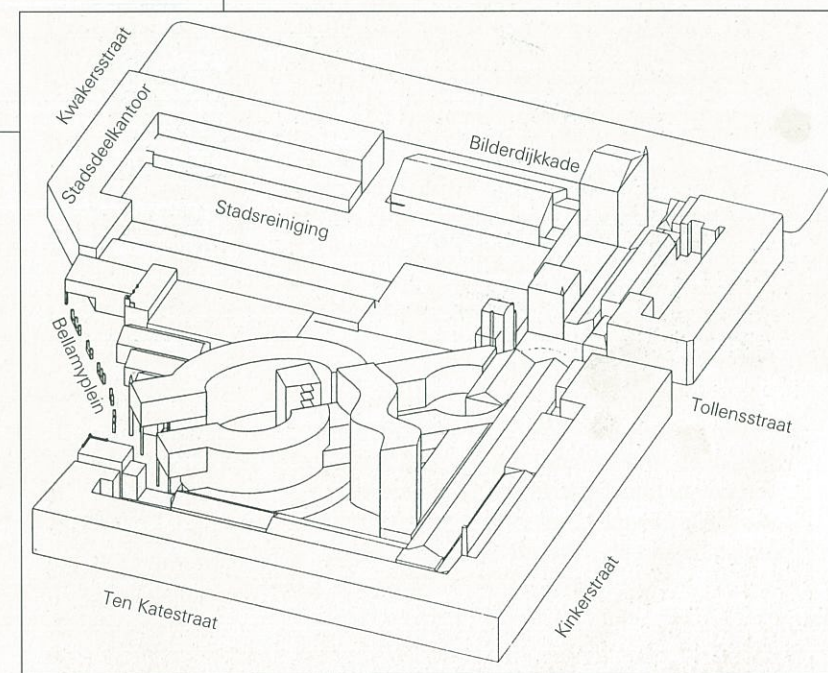 Kwakersstraat
Stadsdeelkantoor
Bilderdijkkade
Stadsreiniging
Bellamyplein
Tollensstraat
Ten Katestraat
Kinkerstraat